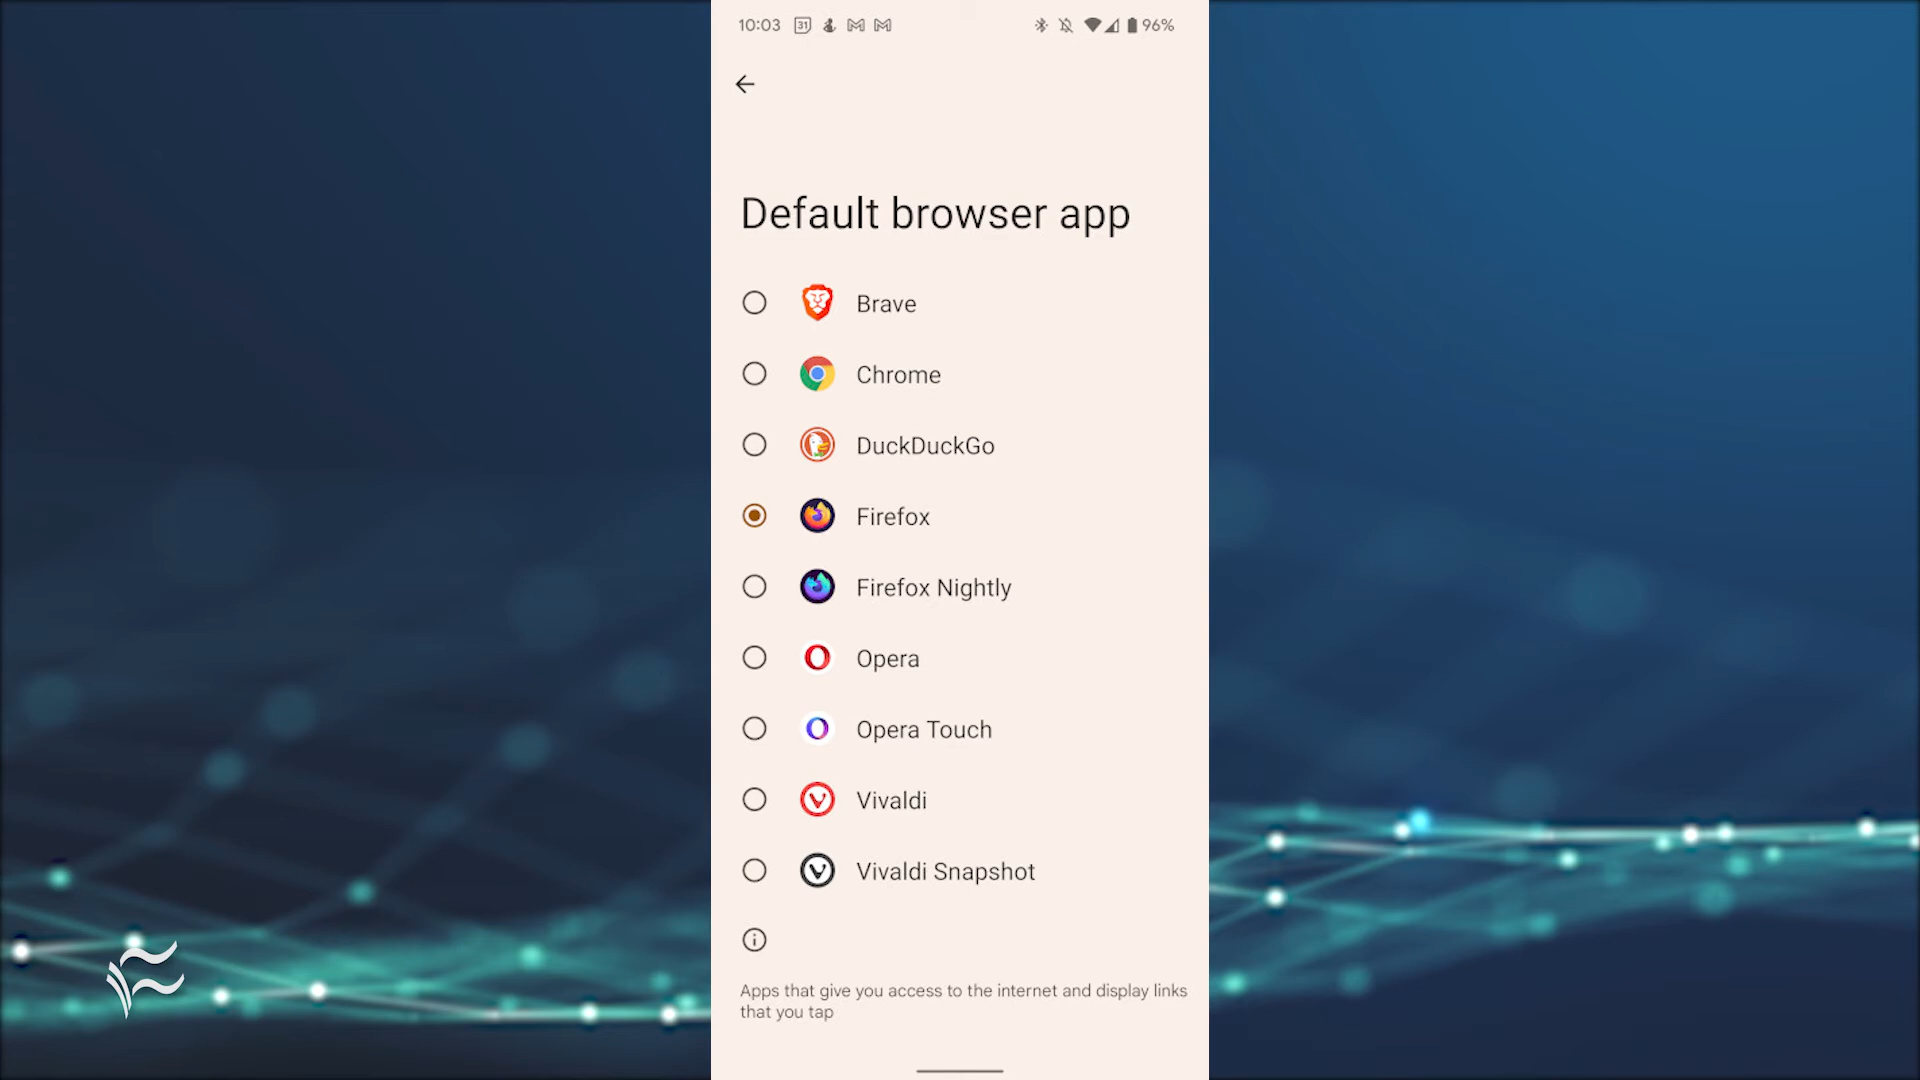 10:03 31 96%
Default browser app
Brave
Chrome
DuckDuckGo
Firefox
Firefox Nightly
Opera
Opera Touch
Vivaldi
Vivaldi Snapshot
Apps that give you access to the internet and display links
that you tap